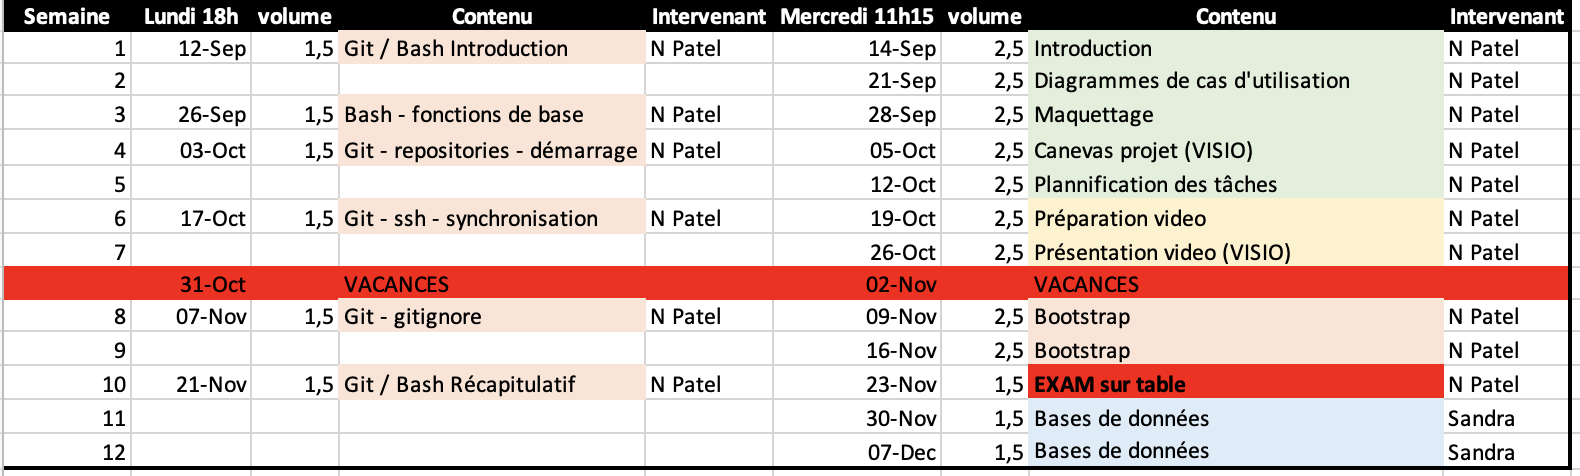 Semaine Lundi 18h volume Contenu Intervenant Mercredi 11h15 volume Contenu Intervenant
1 12-Sep 1,5 Git / Bash Introduction N Patel 14-Sep 2,5 Introduction N Patel
2 21-Sep 2,5 Diagrammes de cas d'utilisation N Patel
3 26-Sep 1,5 Bash - fonctions de base N Patel 28-Sep 2,5 Maquettage N Patel
4 03-Oct 1,5 Git - repositories - démarrage N Patel 05-Oct 2,5 Canevas projet (VISIO) N Patel
5 12-Oct 2,5 Plannification des tâches N Patel
6 17-Oct 1,5 Git - ssh - synchronisation N Patel 19-Oct 2,5 Préparation video N Patel
7 26-Oct 2,5 Présentation video (VISIO) N Patel
31-Oct VACANCES 02-Nov VACANCES
8 07-Nov 1,5 Git - gitignore N Patel 09-Nov 2,5 Bootstrap N Patel
9 16-Nov 2,5 Bootstrap N Patel
10 21-Nov 1,5 Git / Bash Récapitulatif N Patel 23-Nov 1,5 EXAM sur table N Patel
11 30-Nov 1,5 Bases de données Sandra
12 07-Dec 1,5 Bases de données Sandra